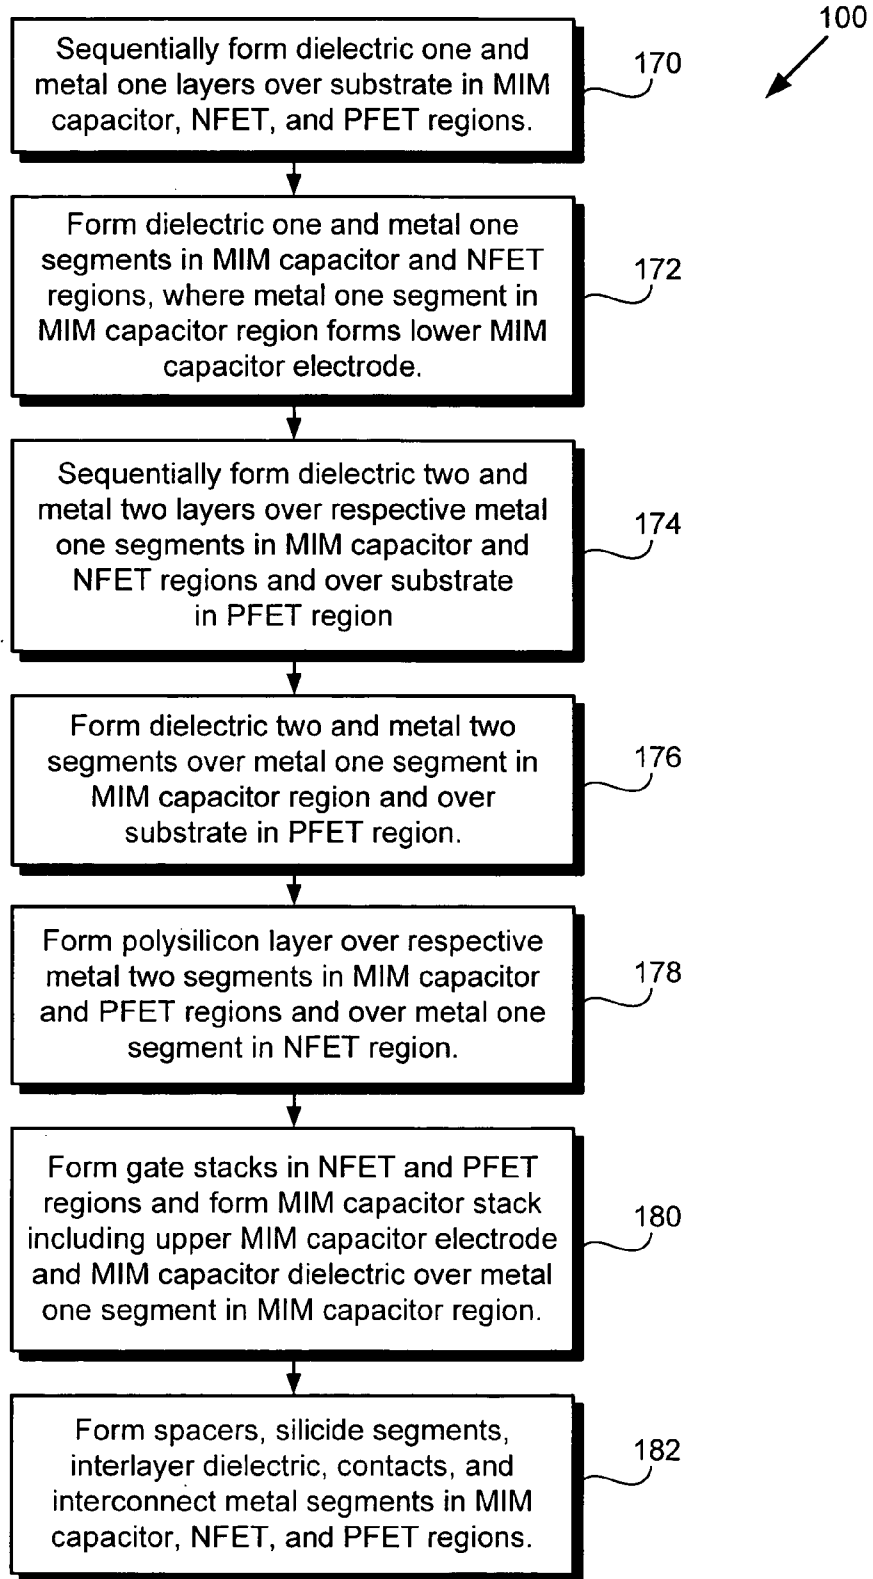 100
Sequentially form dielectric one and
metal one layers over substrate in MIM
capacitor, NFET, and PFET regions.
170
Form dielectric one and metal one
segments in MIM capacitor and NFET
regions, where metal one segment in
MIM capacitor region forms lower MIM
capacitor electrode.
172
Sequentially form dielectric two and
metal two layers over respective metal
one segments in MIM capacitor and
NFET regions and over substrate
in PFET region
174
Form dielectric two and metal two
segments over metal one segment in
MIM capacitor region and over
substrate in PFET region.
176
Form polysilicon layer over respective
metal two segments in MIM capacitor
and PFET regions and over metal one
segment in NFET region.
178
Form gate stacks in NFET and PFET
regions and form MIM capacitor stack
including upper MIM capacitor electrode
and MIM capacitor dielectric over metal
one segment in MIM capacitor region.
180
Form spacers, silicide segments,
interlayer dielectric, contacts, and
interconnect metal segments in MIM
capacitor, NFET, and PFET regions.
182